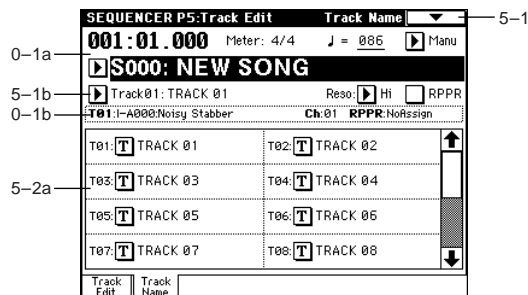 SEQUENCER P5:Track Edit Track Name 5–1
001:01.000 Meter: 4/4 ♩ = 086 Manu
0–1a
S000: NEW SONG
5–1b Track01: TRACK 01 Reso: Hi RPPR
0–1b T01:I-A000:Noisy Stabber Ch:01 RPPR:NoAssign
T01: T TRACK 01 T02: T TRACK 02
5–2a T03: T TRACK 03 T04: T TRACK 04
T05: T TRACK 05 T06: T TRACK 06
T07: T TRACK 07 T08: T TRACK 08
Track Edit Track Name